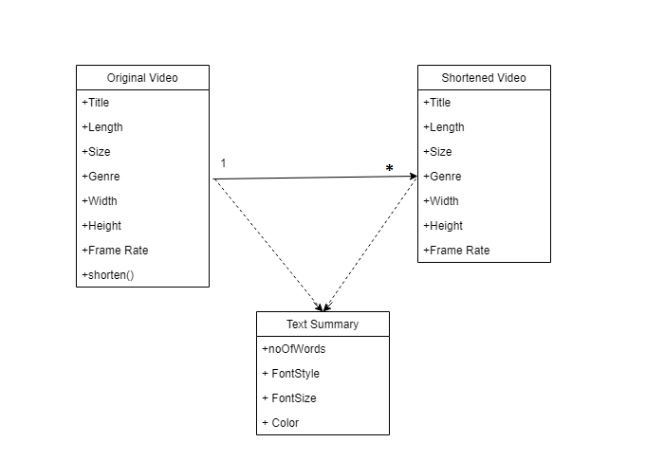 Original Video
+Title
+Length
+Size
+Genre
+Width
+Height
+Frame Rate
+shorten()
1
*
Shortened Video
+Title
+Length
+Size
+Genre
+Width
+Height
+Frame Rate
Text Summary
+noOfWords
+ FontStyle
+ FontSize
+ Color